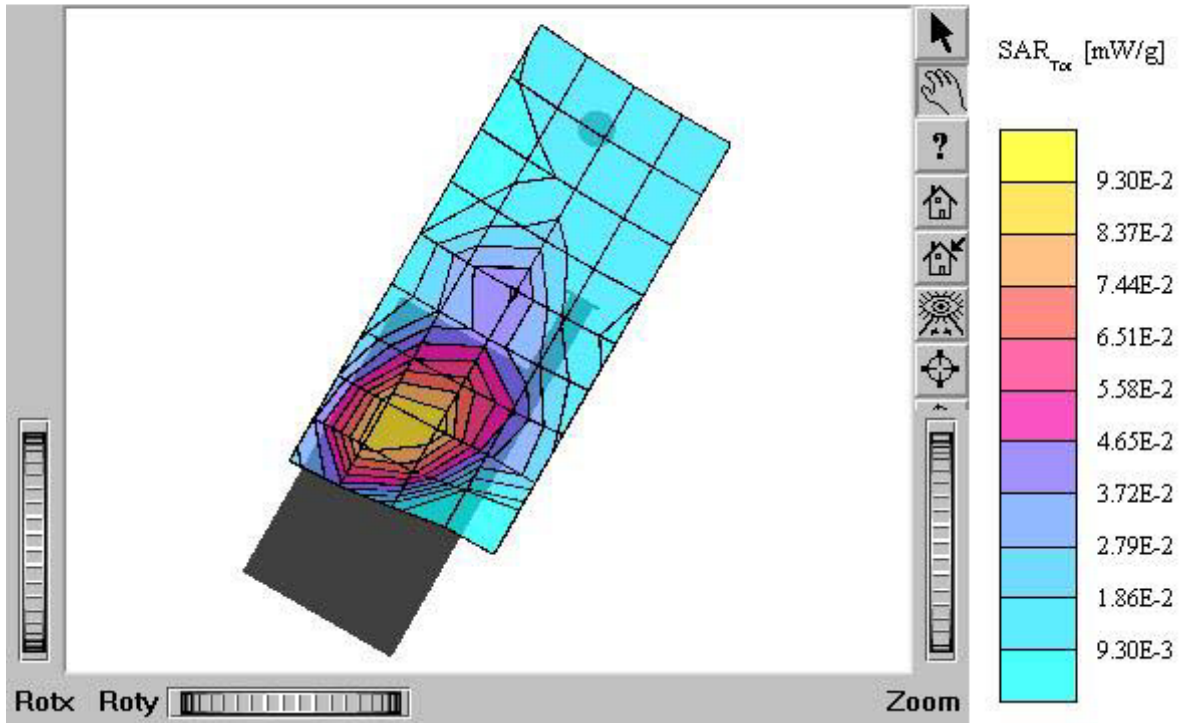 SAR_Tot [mW/g]
?
9.30E-2
8.37E-2
7.44E-2
6.51E-2
5.58E-2
4.65E-2
3.72E-2
2.79E-2
1.86E-2
9.30E-3
Rotx Roty Zoom